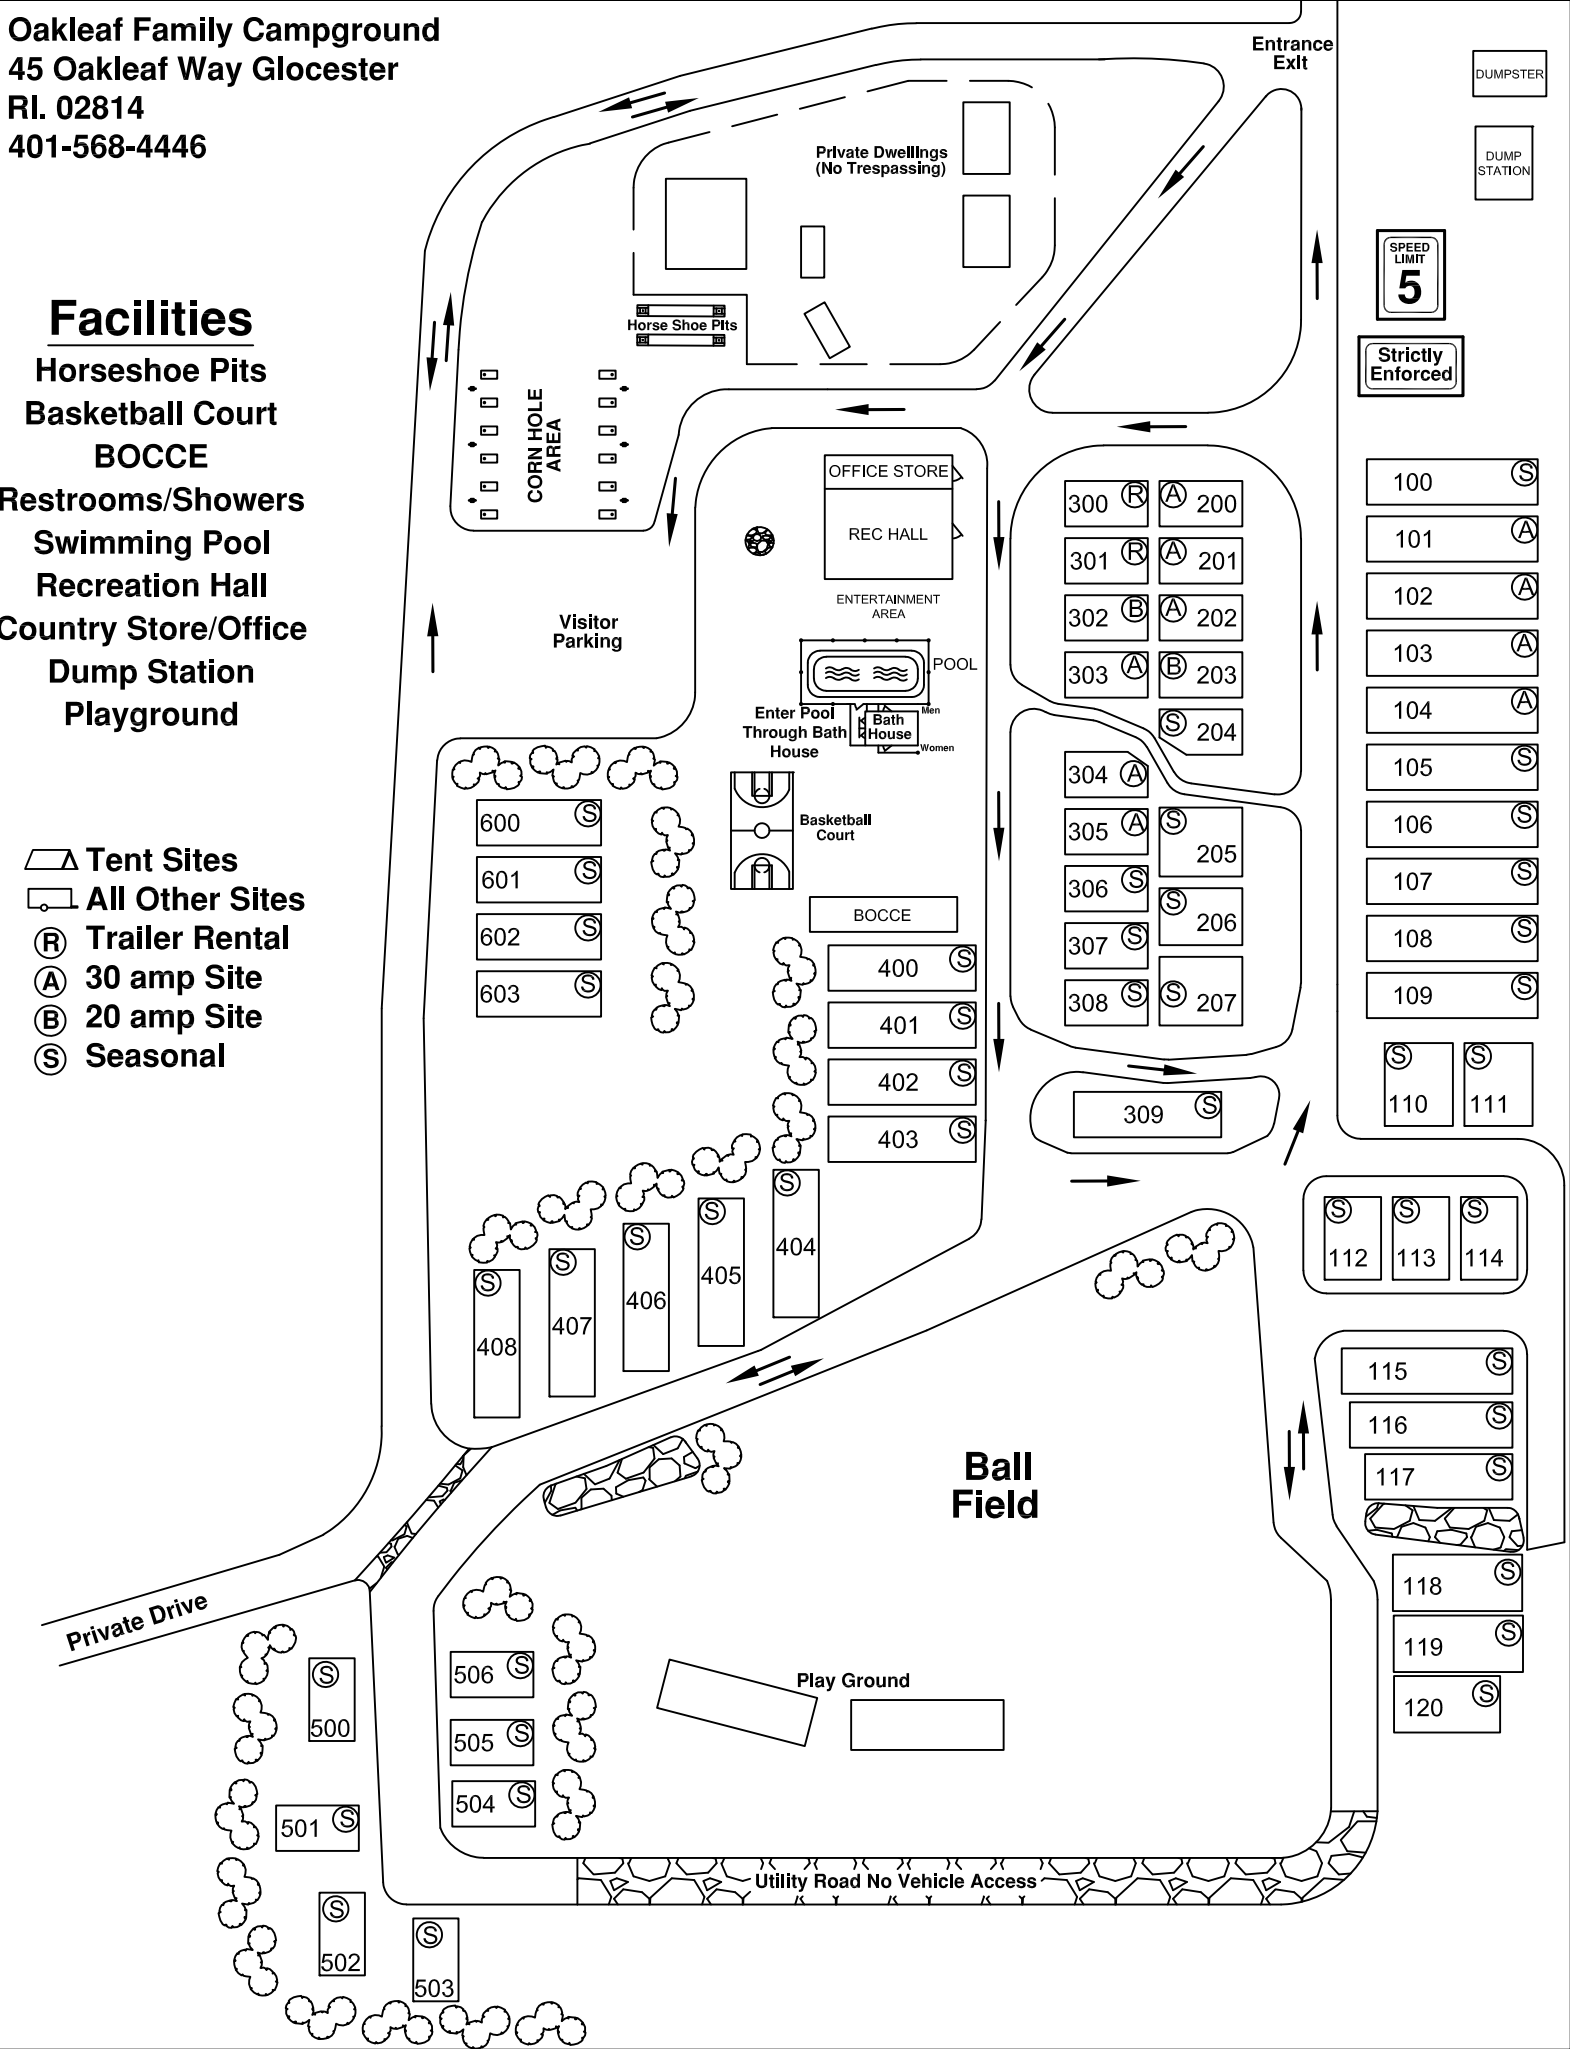 Oakleaf Family Campground
45 Oakleaf Way Glocester
RI. 02814
401-568-4446
Entrance
Exit
DUMPSTER
DUMP
STATION
Private Dwellings
(No Trespassing)
SPEED
LIMIT
5
Strictly
Enforced
Facilities
Horseshoe Pits
Basketball Court
BOCCE
Restrooms/Showers
Swimming Pool
Recreation Hall
Country Store/Office
Dump Station
Playground
Horse Shoe Pits
CORN HOLE
AREA
OFFICE STORE
REC HALL
ENTERTAINMENT
AREA
Visitor
Parking
POOL
Enter Pool
Through Bath
House
Bath
House
Men
Women
Basketball
Court
BOCCE
Tent Sites
All Other Sites
R Trailer Rental
A 30 amp Site
B 20 amp Site
S Seasonal
300 R
A 200
301 R
A 201
302 B
A 202
303 A
B 203
S 204
304 A
305 A
S 205
306 S
S 206
307 S
308 S
S 207
309 S
100 S
101 A
102 A
103 A
104 A
105 S
106 S
107 S
108 S
109 S
S 110
S 111
S 112
S 113
S 114
115 S
116 S
117 S
118 S
119 S
120 S
600 S
601 S
602 S
603 S
400 S
401 S
402 S
403 S
S 404
S 405
S 406
S 407
S 408
Ball
Field
Private Drive
S 500
501 S
S 502
S 503
506 S
505 S
504 S
Play Ground
Utility Road No Vehicle Access